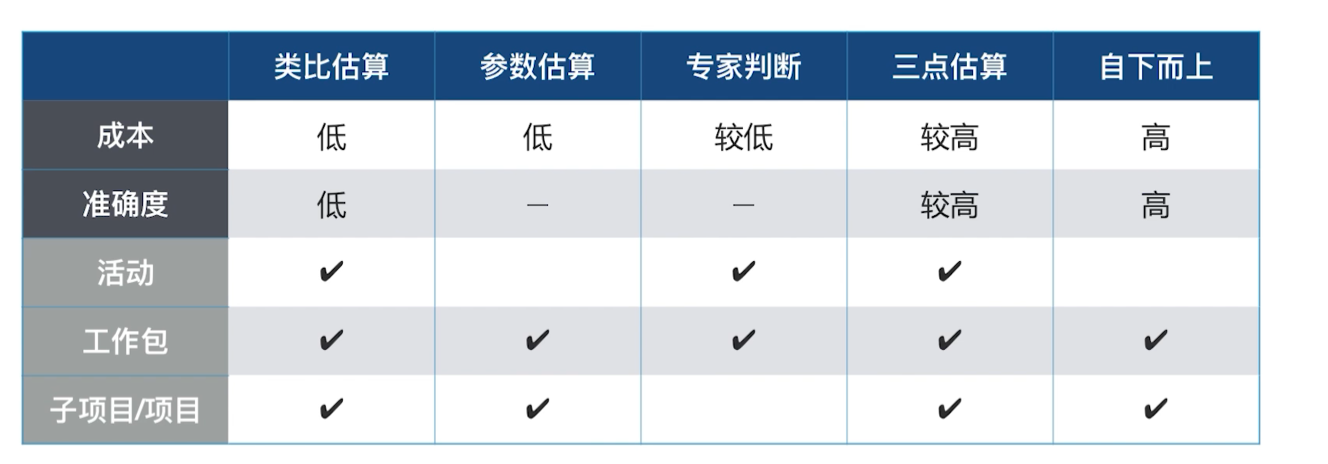 类比估算 参数估算 专家判断 三点估算 自下而上
成本 低 低 较低 较高 高
准确度 低 — — 较高 高
活动 ✔ ✔ ✔
工作包 ✔ ✔ ✔ ✔ ✔
子项目/项目 ✔ ✔ ✔ ✔